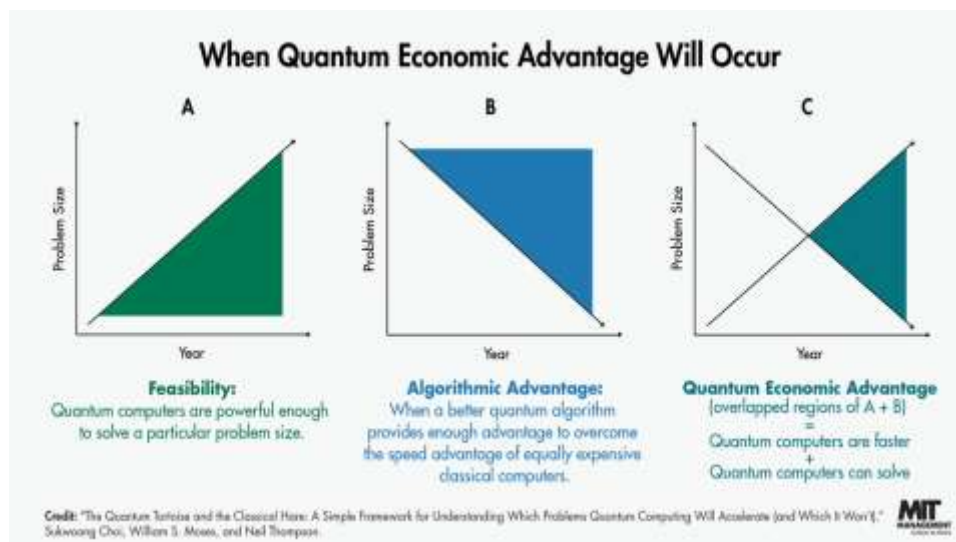 When Quantum Economic Advantage Will Occur
A
Problem Size
Year
Feasibility:
Quantum computers are powerful enough
to solve a particular problem size.
B
Problem Size
Year
Algorithmic Advantage:
When a better quantum algorithm
provides enough advantage to overcome
the speed advantage of equally expensive
classical computers.
C
Problem Size
Year
Quantum Economic Advantage
(overlapped regions of A + B)
=
Quantum computers are faster
+
Quantum computers can solve
Credit: "The Quantum Tortoise and the Classical Hare: A Simple Framework for Understanding Which Problems Quantum Computing Will Accelerate (and Which It Won't)."
Sukwoong Choi, William S. Moses, and Neil Thompson
MIT
MANAGEMENT